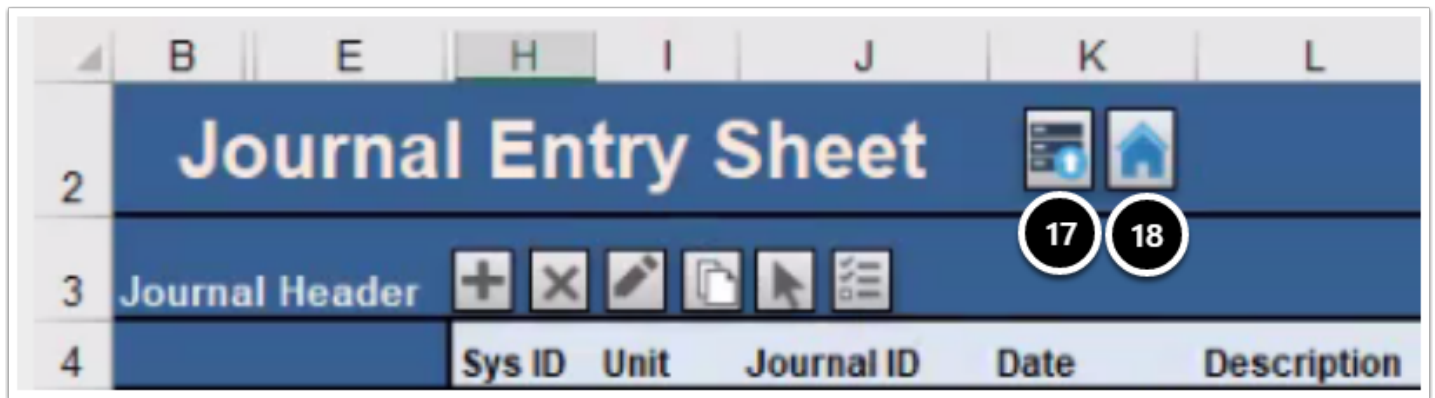 B E H I J K L
2 Journal Entry Sheet
17 18
3 Journal Header
4 Sys ID Unit Journal ID Date Description